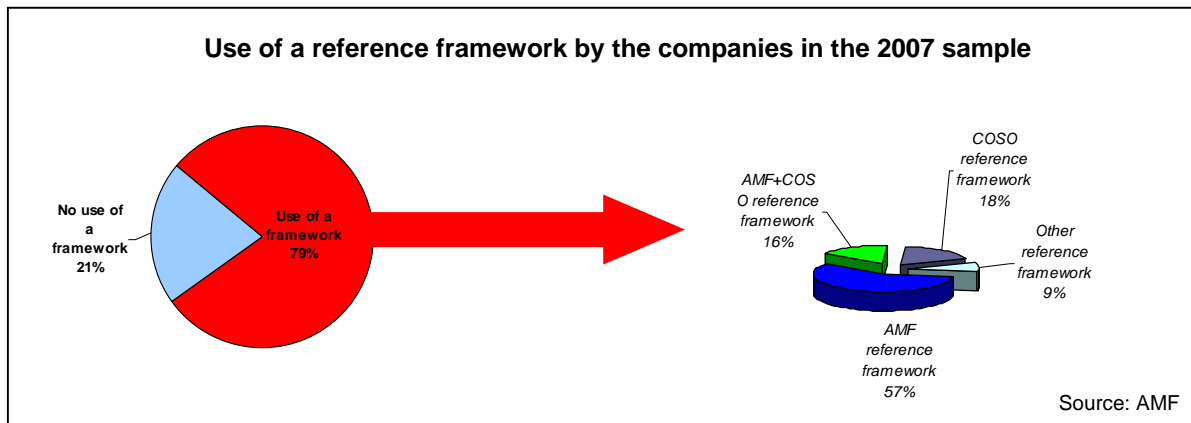 Use of a reference framework by the companies in the 2007 sample
No use of
a
framework
21%
Use of a
framework
79%
AMF+COS
O reference
framework
16%
COSO
reference
framework
18%
Other
reference
framework
9%
AMF
reference
framework
57%
Source: AMF